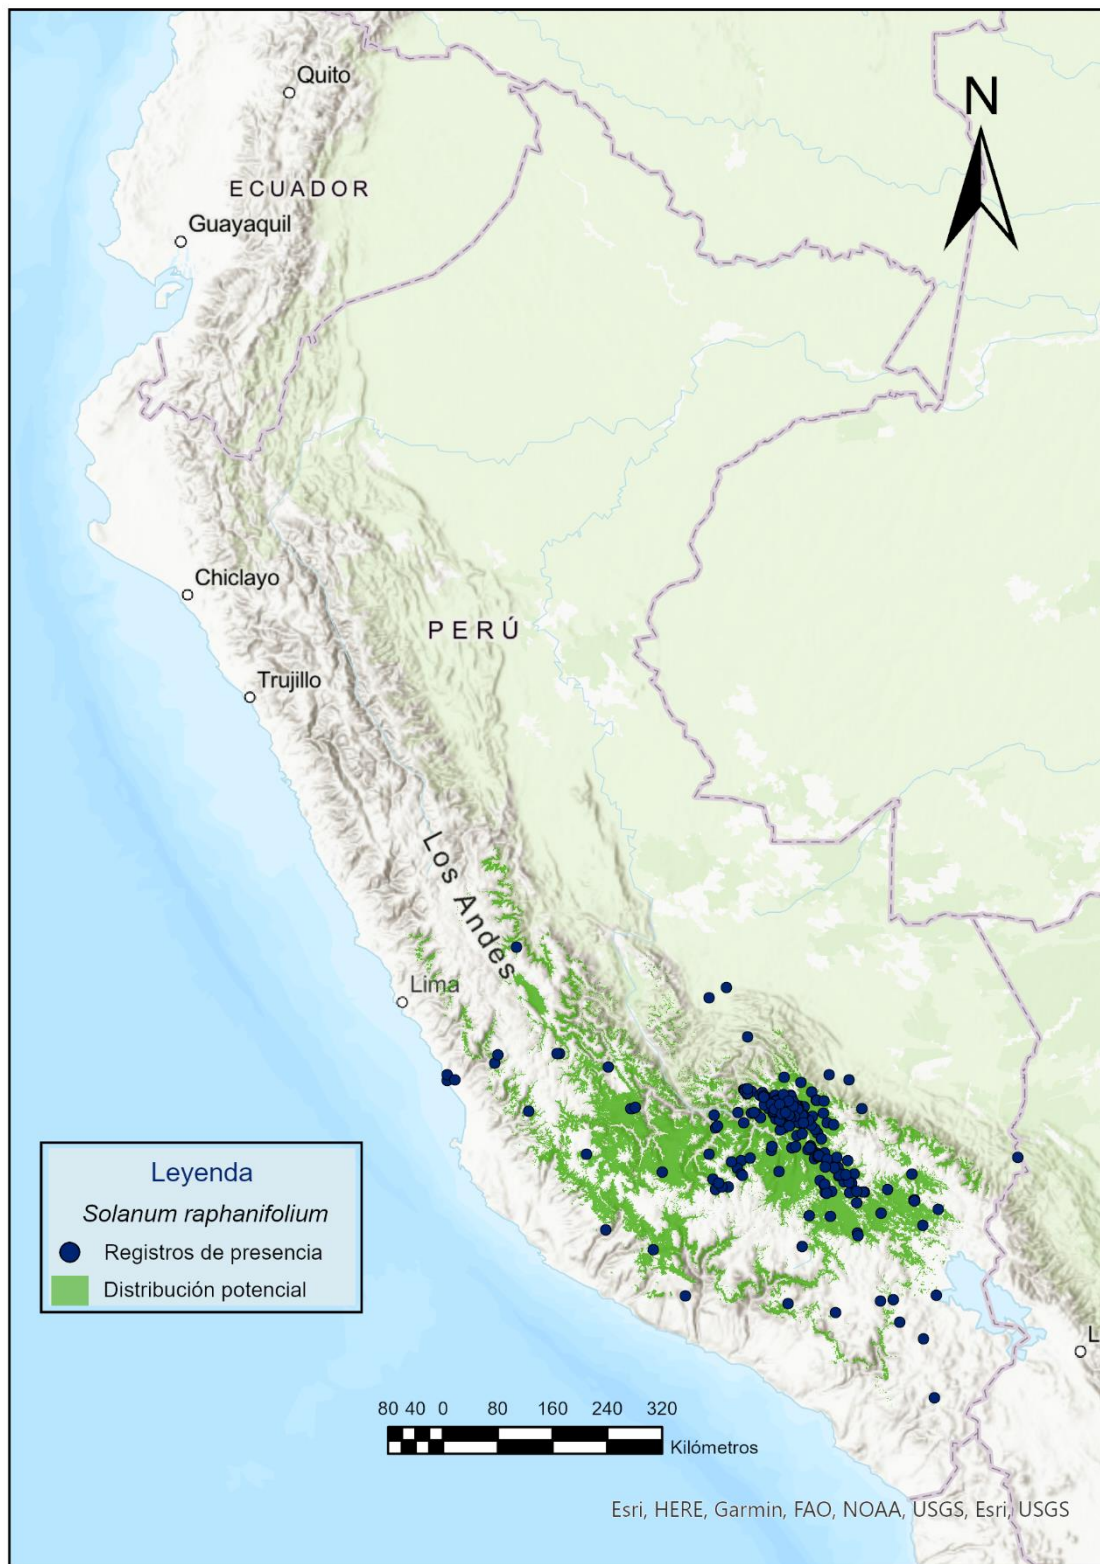 N
Quito
ECUADOR
Guayaquil
Chiclayo
PERÚ
Trujillo
Los Andes
Lima
Leyenda
Solanum raphanifolium
Registros de presencia
Distribución potencial
L
80 40 0 80 160 240 320
Kilómetros
Esri, HERE, Garmin, FAO, NOAA, USGS, Esri, USGS